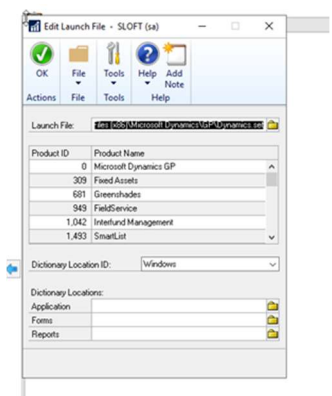 Edit Launch File - SLOFT (sa)
OK File Tools Help Add Note
Actions File Tools Help
Launch File: iles (x86)\Microsoft Dynamics\GP\Dynamics.set
Product ID Product Name
0 Microsoft Dynamics GP
309 Fixed Assets
681 Greenshades
949 FieldService
1,042 Interfund Management
1,493 SmartList
Dictionary Location ID: Windows
Dictionary Locations:
Application
Forms
Reports